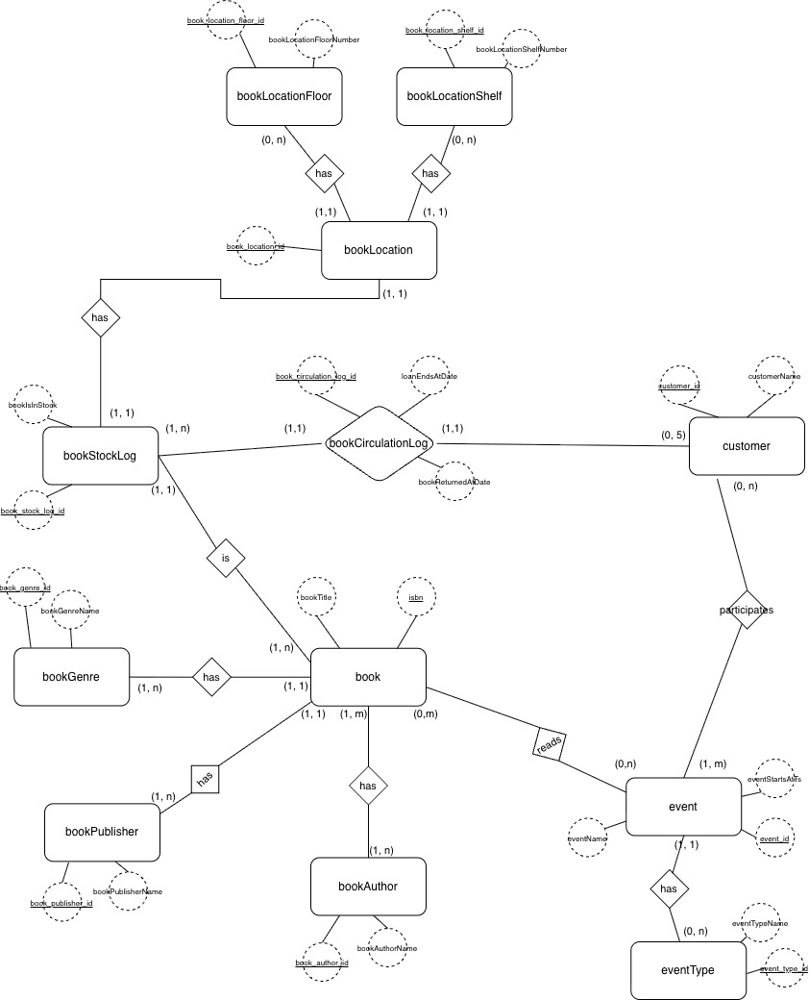 book_location_floor_id
bookLocationFloorNumber
book_location_shelf_id
bookLocationShelfNumber
bookLocationFloor
bookLocationShelf
(0, n)
(0, n)
has
has
(1,1)
(1, 1)
book_location_id
bookLocation
(1, 1)
has
book_circulation_log_id
loanEndsAtDate
customer_id
customerName
bookIsInStock
(1, 1)
(1, n)
(1,1)
(1,1)
(0, 5)
bookStockLog
bookCirculationLog
customer
bookReturnedAtDate
(1, 1)
(0, n)
book_stock_log_id
is
book_genre_id
bookGenreName
bookTitle
isbn
participates
(1, n)
bookGenre
has
book
(1, n)
(1, 1)
(1, 1)
(1, m)
(0,m)
reads
has
has
(0,n)
(1, m)
(1, n)
eventStartsAtTs
event
bookPublisher
eventName
event_id
(1, 1)
(1, n)
bookAuthor
has
book_publisher_id
bookPublisherName
(0, n)
eventTypeName
book_author_id
bookAuthorName
eventType
event_type_id